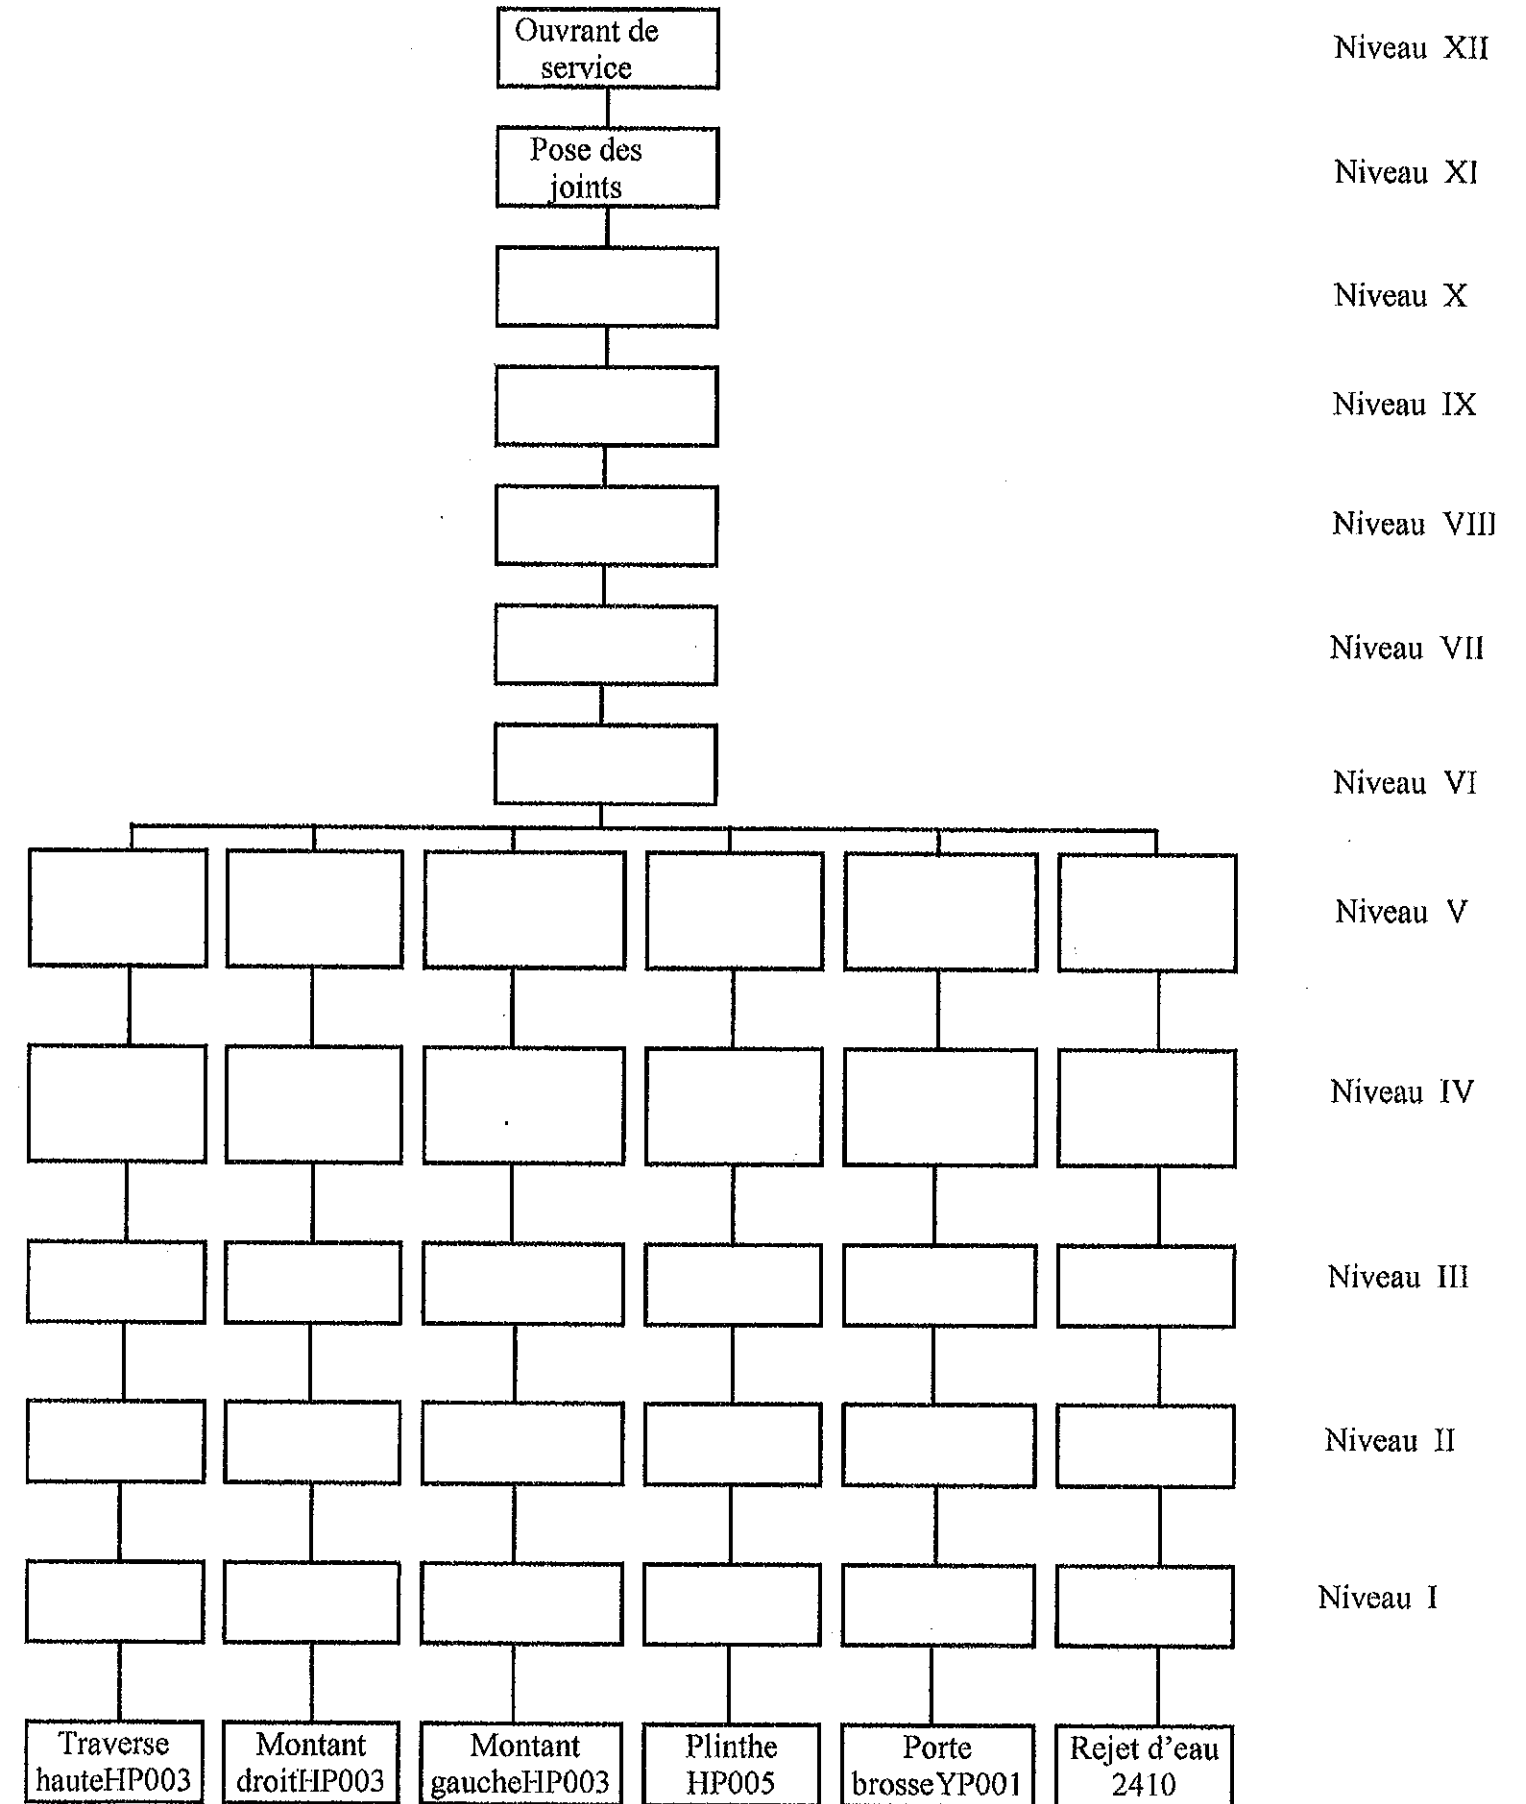 Ouvrant de
service
Niveau XII
Pose des
joints
Niveau XI
Niveau X
Niveau IX
Niveau VIII
Niveau VII
Niveau VI
Niveau V
Niveau IV
Niveau III
Niveau II
Niveau I
Traverse
hauteHP003
Montant
droitHP003
Montant
gaucheHP003
Plinthe
HP005
Porte
brosseYP001
Rejet d'eau
2410